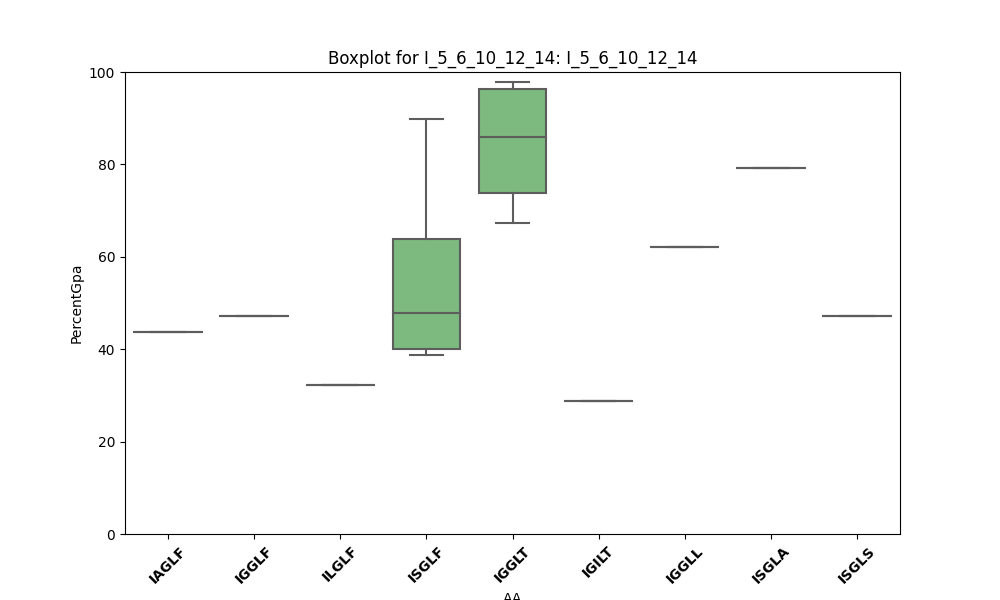 Boxplot for I_5_6_10_12_14: I_5_6_10_12_14
100
80
60
40
20
0
PercentGpa
IAGLF IGGLF ILGLF ISGLF IGGLT IGILT IGGLL ISGLA ISGLS
AA